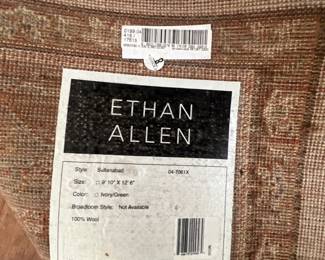 8
ETHAN
ALLEN
Style: Sultanabad 04-7061X
Size: □ 9' 10" X 12' 6"
Color: □ Ivory/Green
Broadloom Style: Not Available
100% Wool